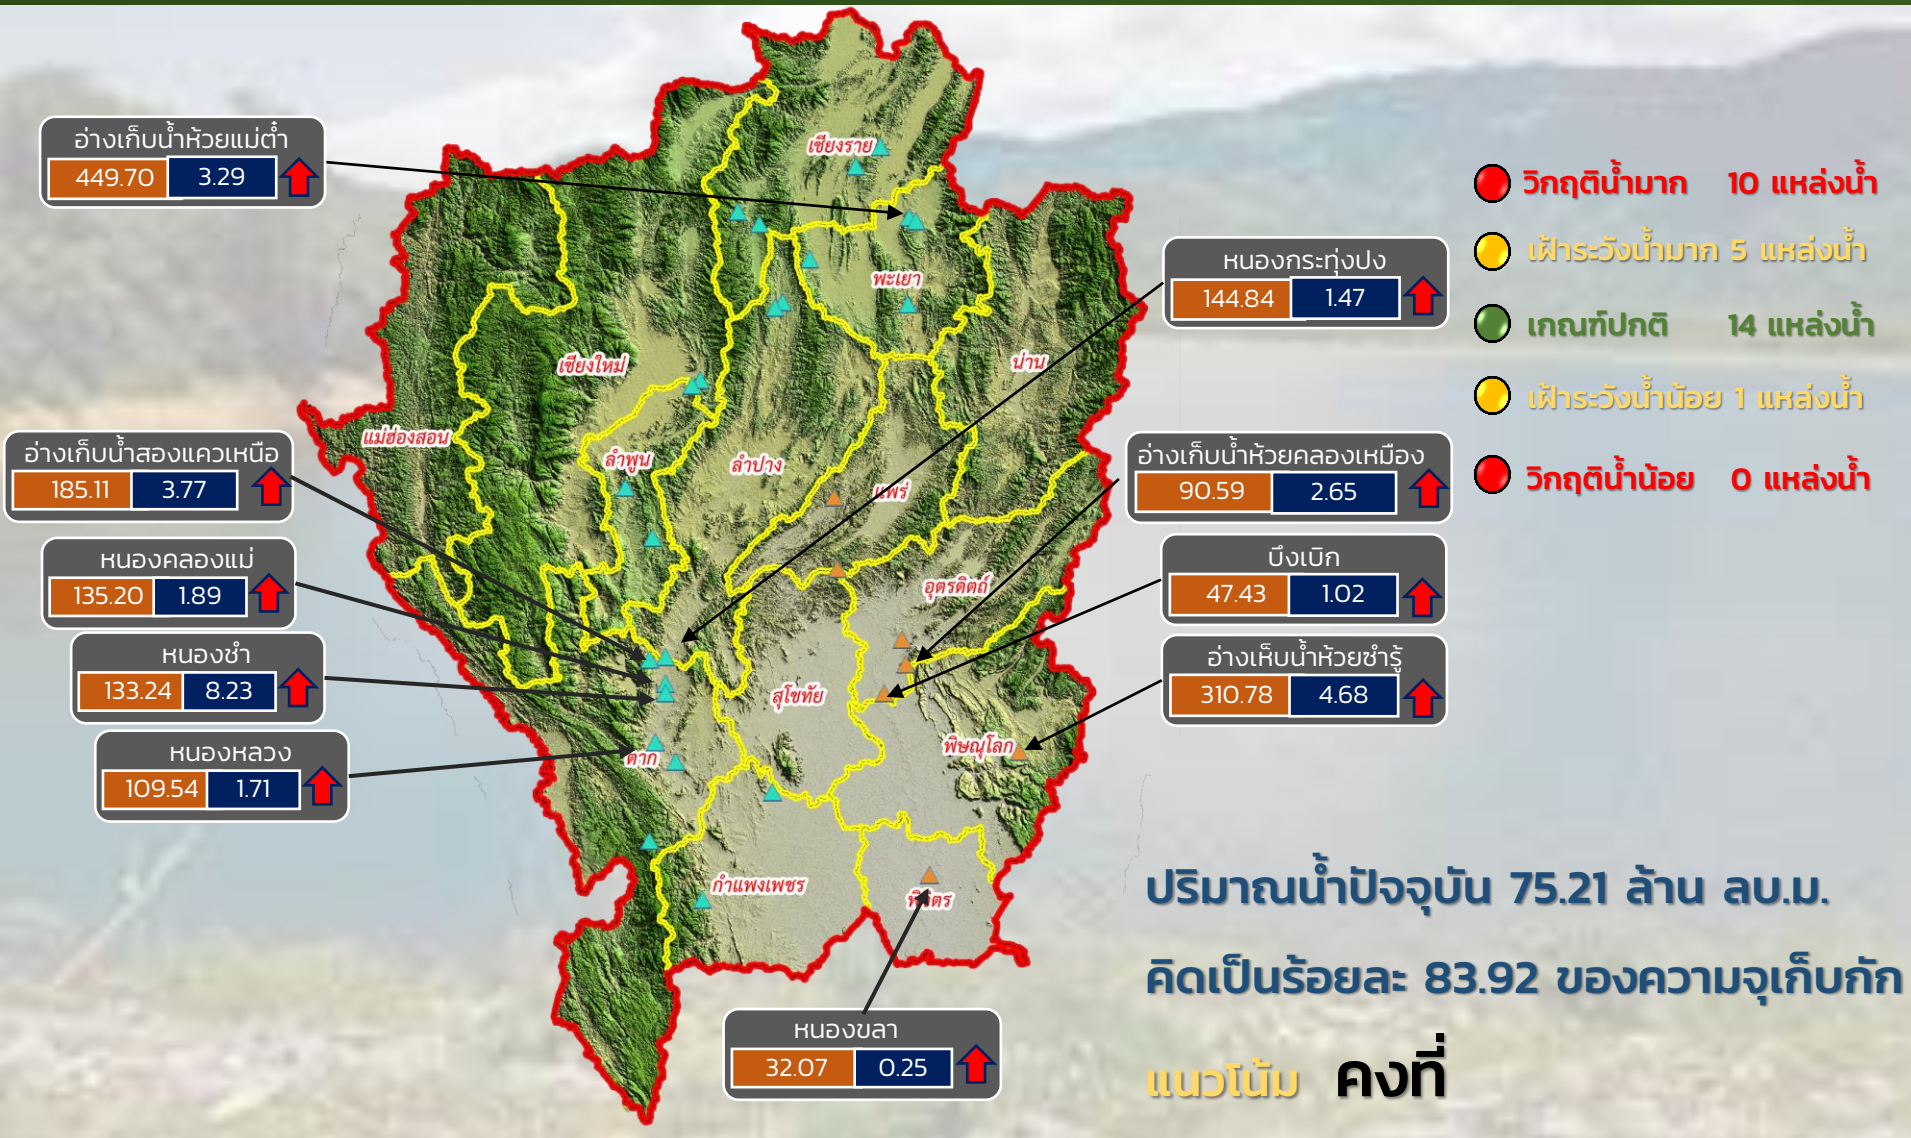 อ่างเก็บน้ำห้วยแม่ต๋ำ
449.70 3.29
อ่างเก็บน้ำสองแควเหนือ
185.11 3.77
หนองคลองแม่
135.20 1.89
หนองชำ
133.24 8.23
หนองหลวง
109.54 1.71
เชียงราย
พะเยา
น่าน
เชียงใหม่
แม่ฮ่องสอน
ลำพูน
ลำปาง
แพร่
อุตรดิตถ์
สุโขทัย
ตาก
พิษณุโลก
กำแพงเพชร
พิจิตร
หนองกระทุ่งปง
144.84 1.47
อ่างเก็บน้ำห้วยคลองเหมือง
90.59 2.65
บึงเบิก
47.43 1.02
อ่างเห็บน้ำห้วยซำรู้
310.78 4.68
หนองขลา
32.07 0.25
วิกฤติน้ำมาก 10 แหล่งน้ำ
เฝ้าระวังน้ำมาก 5 แหล่งน้ำ
เกณฑ์ปกติ 14 แหล่งน้ำ
เฝ้าระวังน้ำน้อย 1 แหล่งน้ำ
วิกฤติน้ำน้อย 0 แหล่งน้ำ
ปริมาณน้ำปัจจุบัน 75.21 ล้าน ลบ.ม.
คิดเป็นร้อยละ 83.92 ของความจุเก็บกัก
แนวโน้ม คงที่